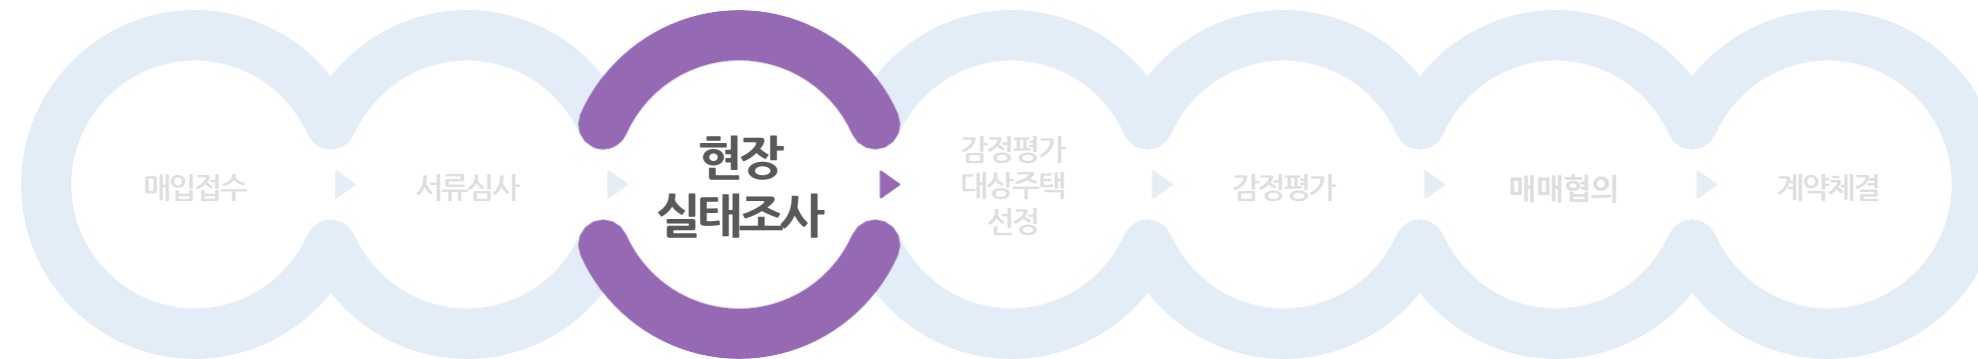 매입접수
서류심사
현장
실태조사
감정평가
대상주택
선정
감정평가
매매협의
계약체결